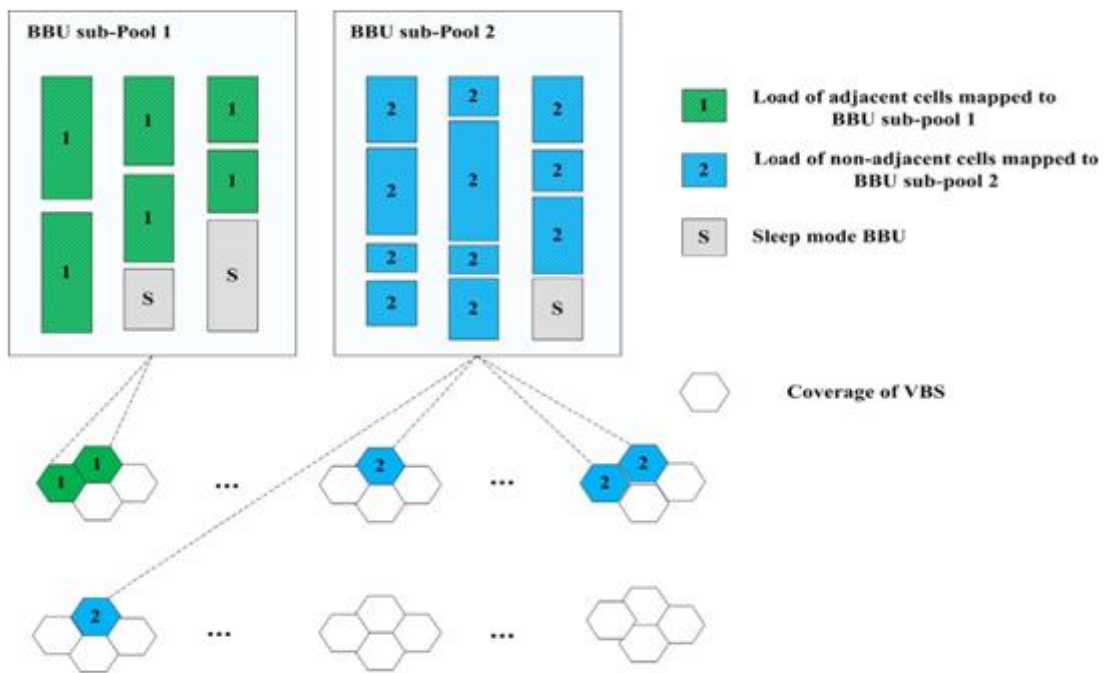 BBU sub-Pool 1
BBU sub-Pool 2
1
1
1
1
1
1
S
S
2
2
2
2
2
2
2
2
2
2
2
S
1
Load of adjacent cells mapped to
BBU sub-pool 1
2
Load of non-adjacent cells mapped to
BBU sub-pool 2
S
Sleep mode BBU
Coverage of VBS
1
1
...
2
...
2
2
2
...
...